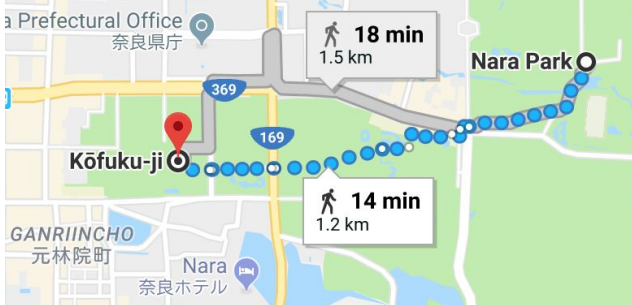 a Prefectural Office
奈良県庁
18 min
1.5 km
Nara Park
369
169
Kōfuku-ji
14 min
1.2 km
GANRIINCHO
元林院町
Nara
奈良ホテル